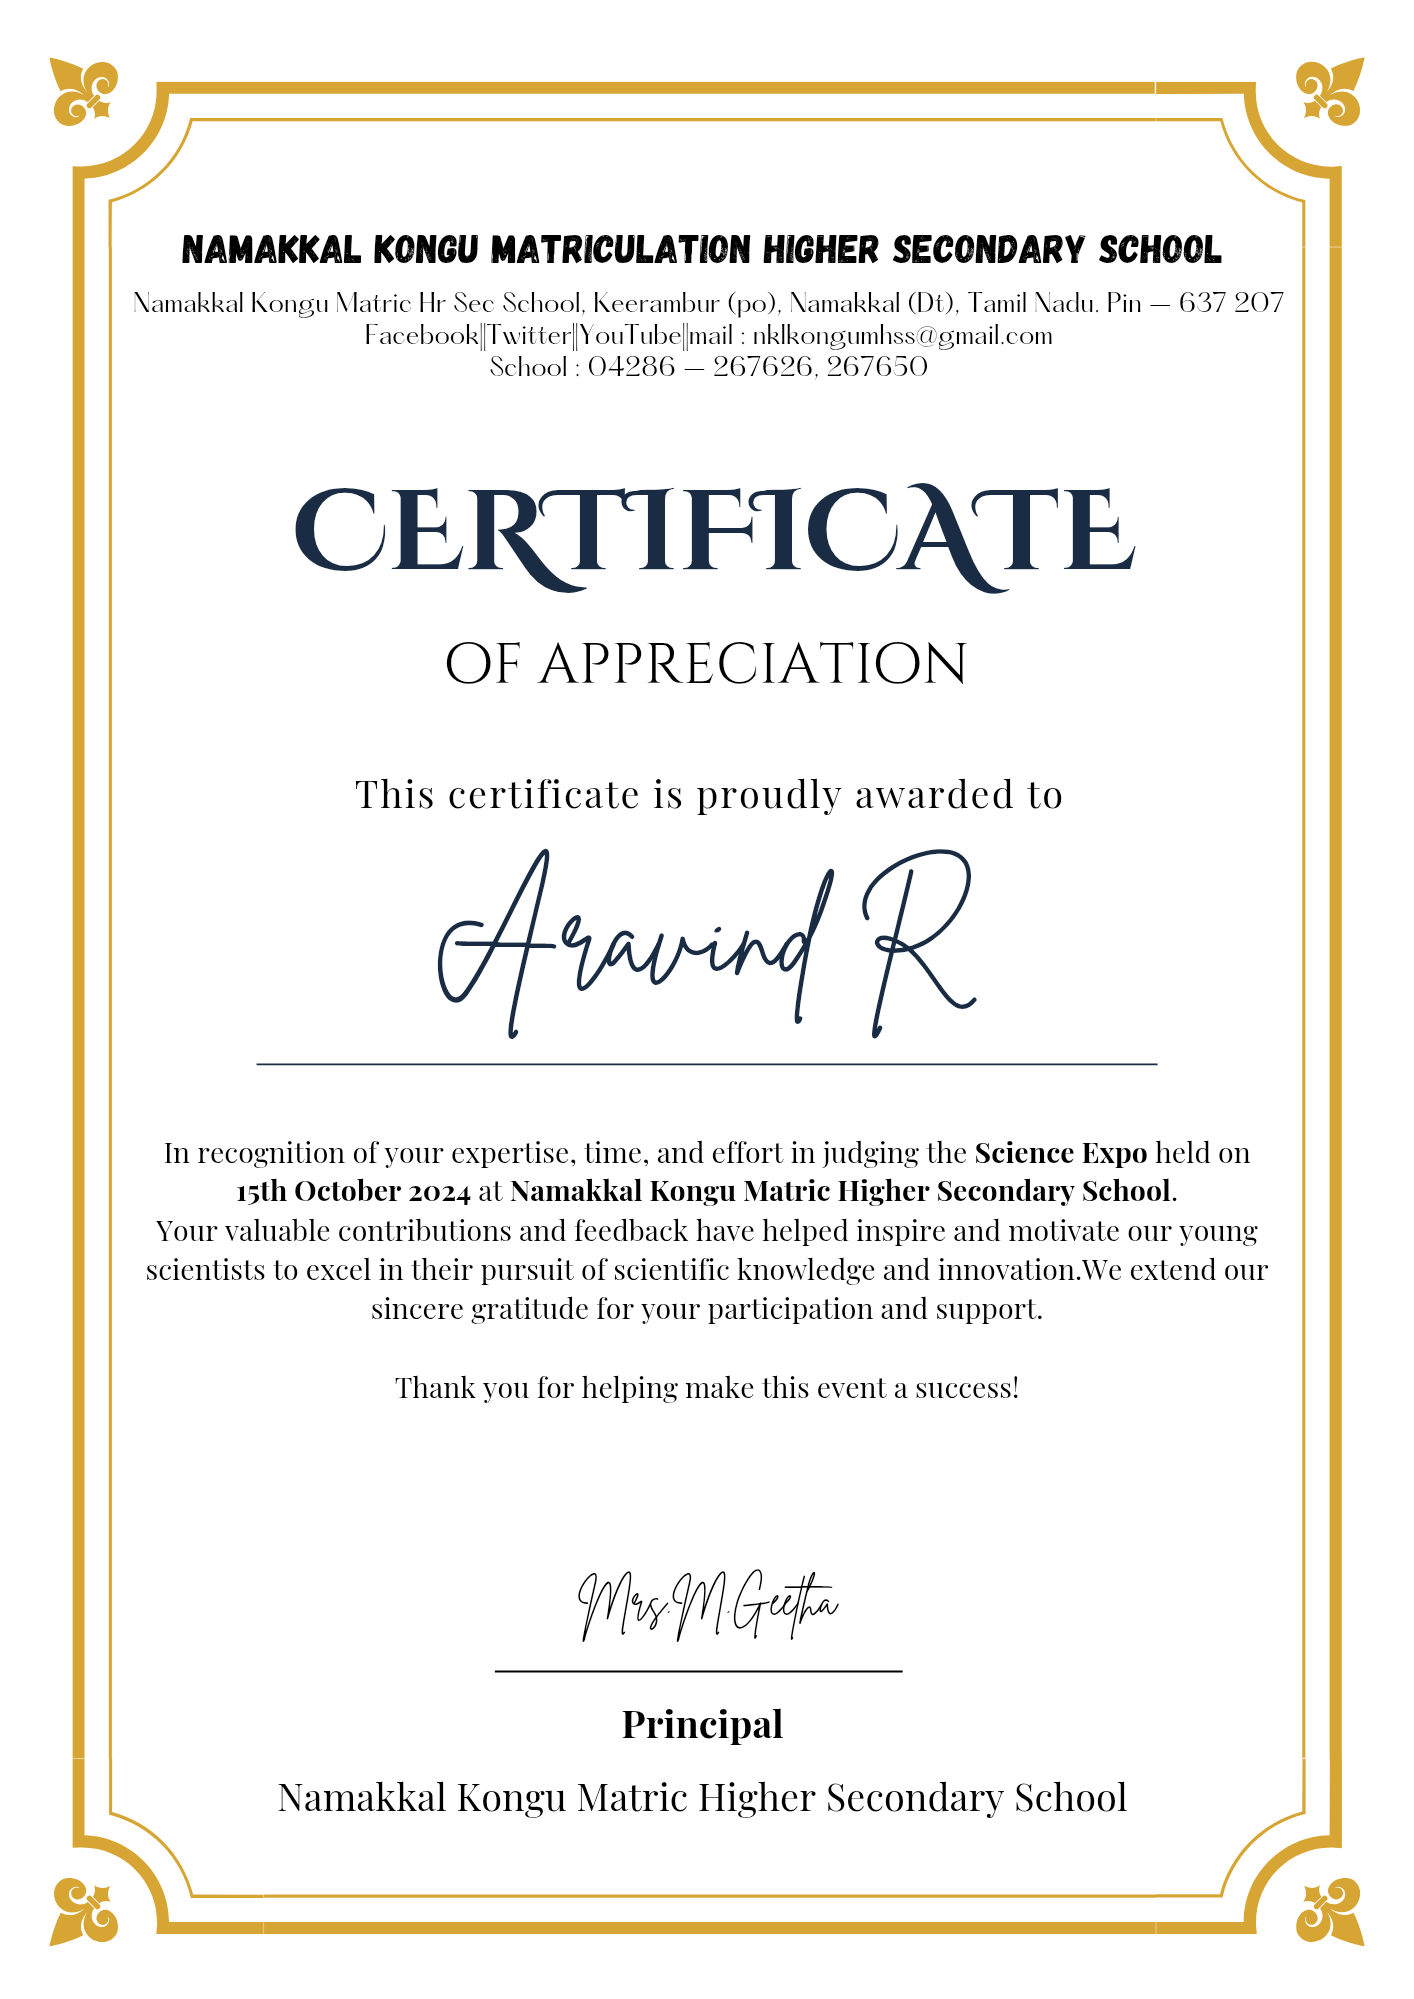 NAMAKKAL KONGU MATRICULATION HIGHER SECONDARY SCHOOL
Namakkal Kongu Matric Hr Sec School, Keerambur (po), Namakkal (Dt), Tamil Nadu. Pin – 637 207
Facebook||Twitter||YouTube||mail : nklkongumhss@gmail.com
School : 04286 – 267626, 267650
CERTIFICATE
OF APPRECIATION
This certificate is proudly awarded to
Aravind R
In recognition of your expertise, time, and effort in judging the Science Expo held on
15th October 2024 at Namakkal Kongu Matric Higher Secondary School.
Your valuable contributions and feedback have helped inspire and motivate our young
scientists to excel in their pursuit of scientific knowledge and innovation.We extend our
sincere gratitude for your participation and support.
Thank you for helping make this event a success!
Mrs.M.Geetha
Principal
Namakkal Kongu Matric Higher Secondary School